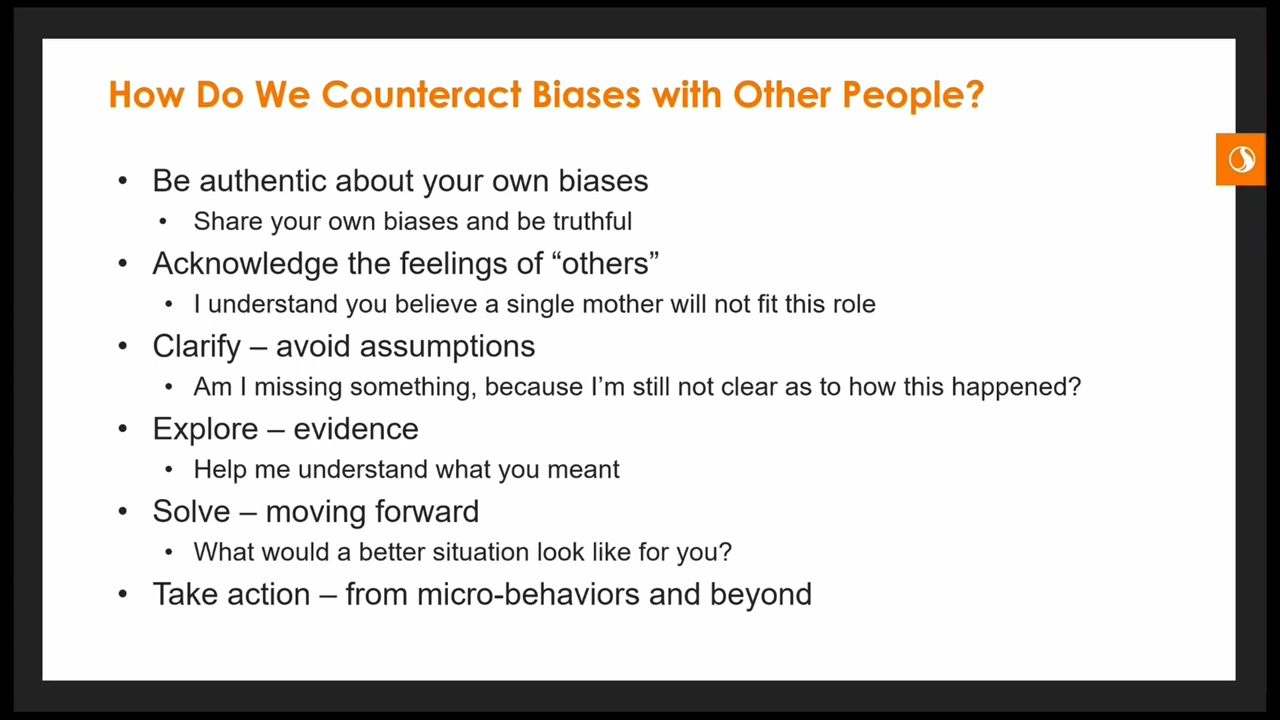 How Do We Counteract Biases with Other People?
• Be authentic about your own biases
• Share your own biases and be truthful
• Acknowledge the feelings of “others”
• I understand you believe a single mother will not fit this role
• Clarify – avoid assumptions
• Am I missing something, because I’m still not clear as to how this happened?
• Explore – evidence
• Help me understand what you meant
• Solve – moving forward
• What would a better situation look like for you?
• Take action – from micro-behaviors and beyond